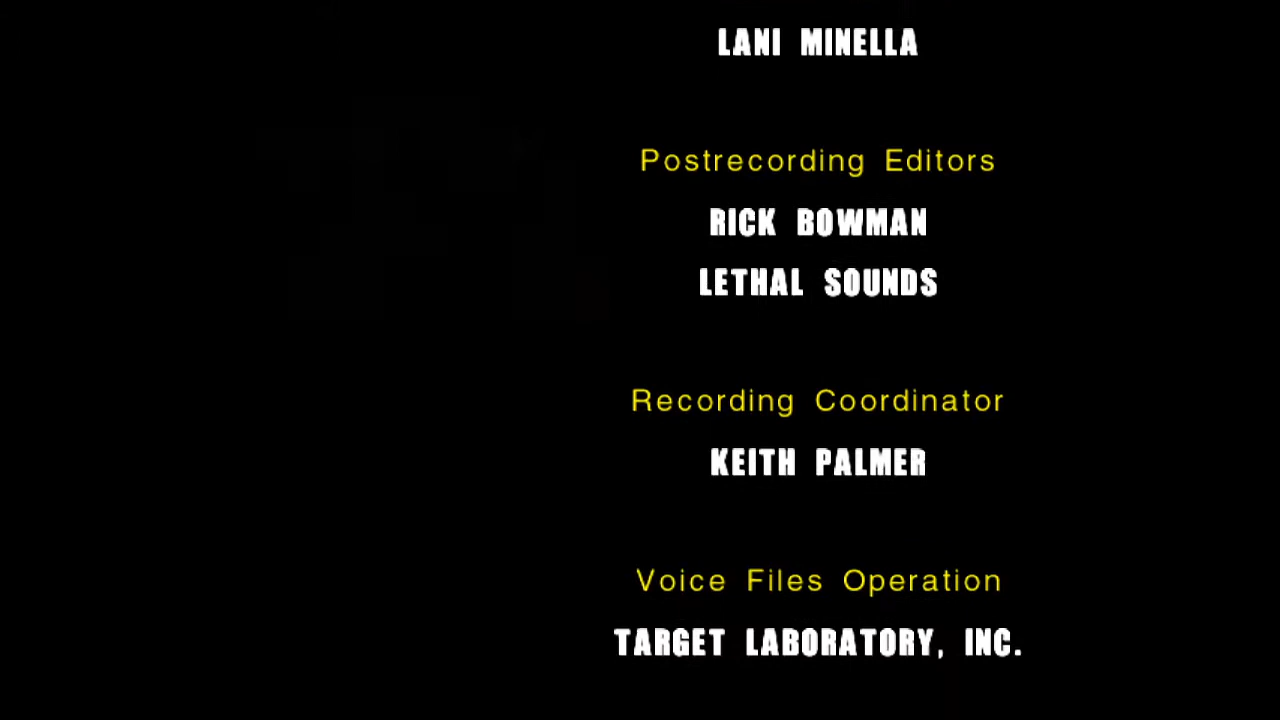 LANI MINELLA
Postrecording Editors
RICK BOWMAN
LETHAL SOUNDS
Recording Coordinator
KEITH PALMER
Voice Files Operation
TARGET LABORATORY, INC.